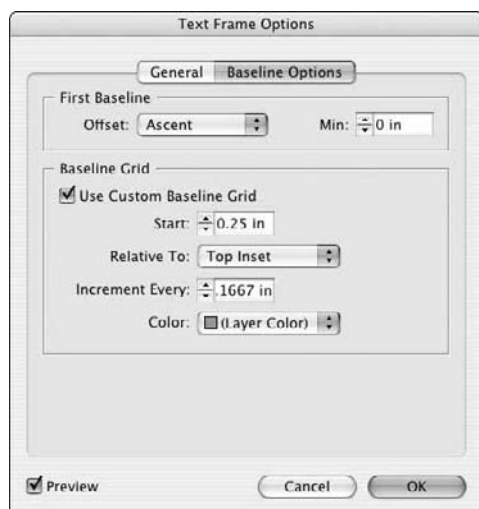 Text Frame Options
General Baseline Options
First Baseline
Offset: Ascent Min: 0 in
Baseline Grid
Use Custom Baseline Grid
Start: 0.25 in
Relative To: Top Inset
Increment Every: .1667 in
Color: (Layer Color)
Preview Cancel OK